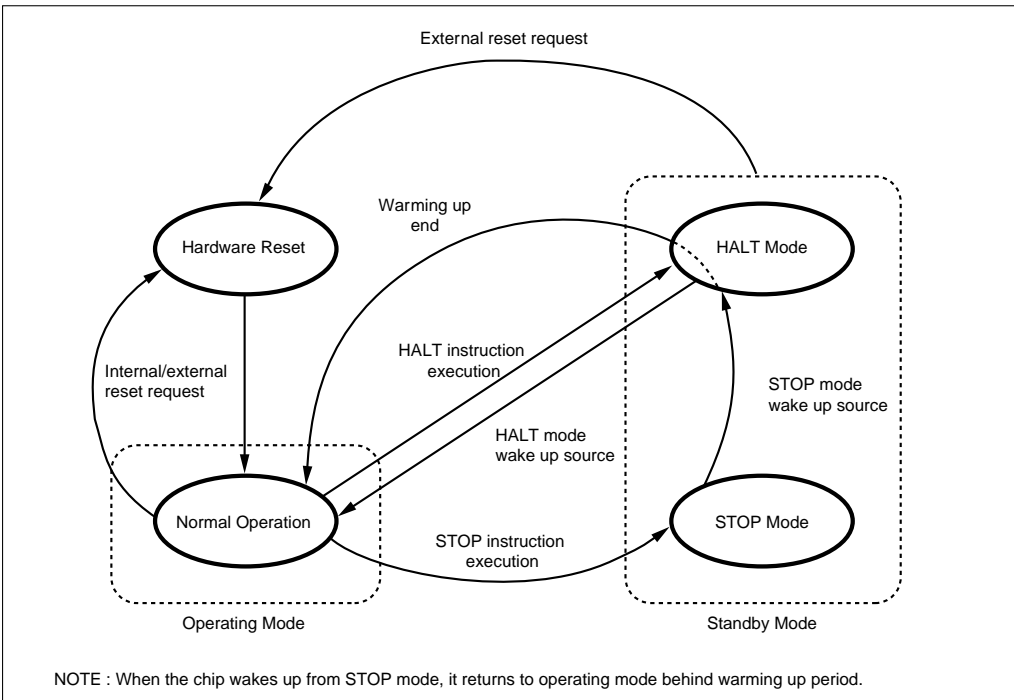 External reset request
Warming up
end
Hardware Reset
HALT Mode
HALT instruction
execution
Internal/external
reset request
STOP mode
wake up source
HALT mode
wake up source
Normal Operation
STOP Mode
STOP instruction
execution
Operating Mode
Standby Mode
NOTE : When the chip wakes up from STOP mode, it returns to operating mode behind warming up period.